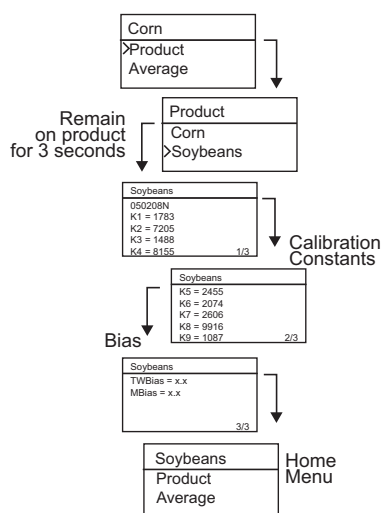 Corn
>Product
Average
Remain
on product
for 3 seconds
Product
Corn
>Soybeans
Soybeans
050208N
K1 = 1783
K2 = 7205
K3 = 1488
K4 = 8155 1/3
Calibration
Constants
Soybeans
K5 = 2455
K6 = 2074
K7 = 2606
K8 = 9916
K9 = 1087 2/3
Bias
Soybeans
TWBias = x.x
MBias = x.x
3/3
Soybeans
Product
Average
Home
Menu